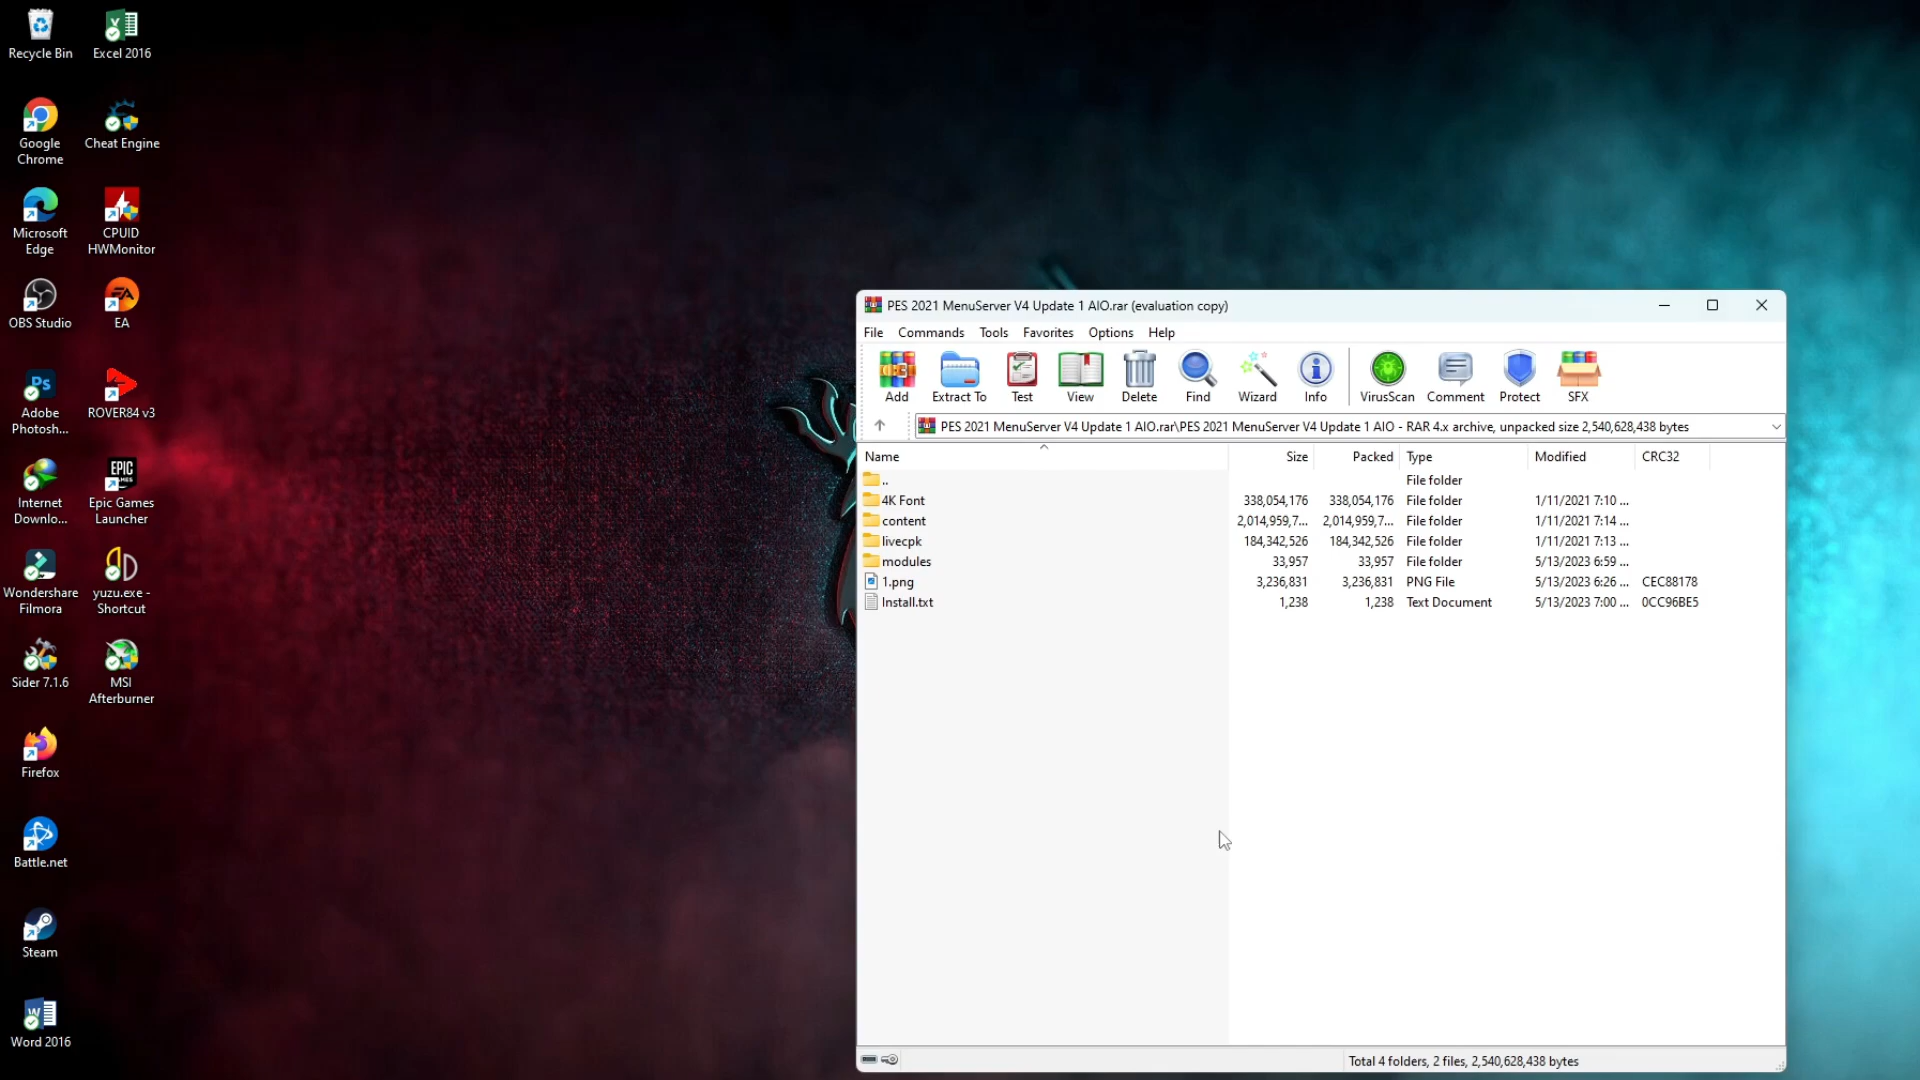 Recycle Bin
Excel 2016
Google
Chrome
Cheat Engine
Microsoft
Edge
CPUID
HWMonitor
OBS Studio
EA
Adobe
Photosh...
ROVER84 v3
Internet
Downlo...
Epic Games
Launcher
Wondershare
Filmora
yuzu.exe -
Shortcut
Sider 7.1.6
MSI
Afterburner
Firefox
Battle.net
Steam
Word 2016
PES 2021 MenuServer V4 Update 1 AIO.rar (evaluation copy)
File Commands Tools Favorites Options Help
Add Extract To Test View Delete Find Wizard Info VirusScan Comment Protect SFX
PES 2021 MenuServer V4 Update 1 AIO.rar\PES 2021 MenuServer V4 Update 1 AIO - RAR 4.x archive, unpacked size 2,540,628,438 bytes
Name Size Packed Type Modified CRC32
.. File folder
4K Font 338,054,176 338,054,176 File folder 1/11/2021 7:10 ...
content 2,014,959,7... 2,014,959,7... File folder 1/11/2021 7:14 ...
livecpk 184,342,526 184,342,526 File folder 1/11/2021 7:13 ...
modules 33,957 33,957 File folder 5/13/2023 6:59 ...
1.png 3,236,831 3,236,831 PNG File 5/13/2023 6:26 ... CEC88178
Install.txt 1,238 1,238 Text Document 5/13/2023 7:00 ... 0CC96BE5
Total 4 folders, 2 files, 2,540,628,438 bytes